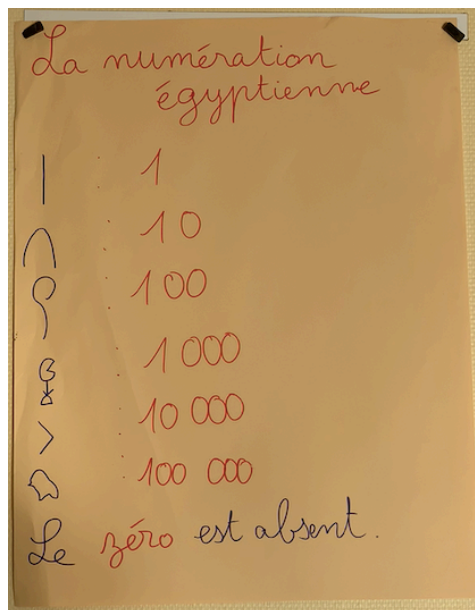 La numération
égyptienne
| : 1
∩ : 10
: 100
: 1 000
> : 10 000
: 100 000
Le zéro est absent.